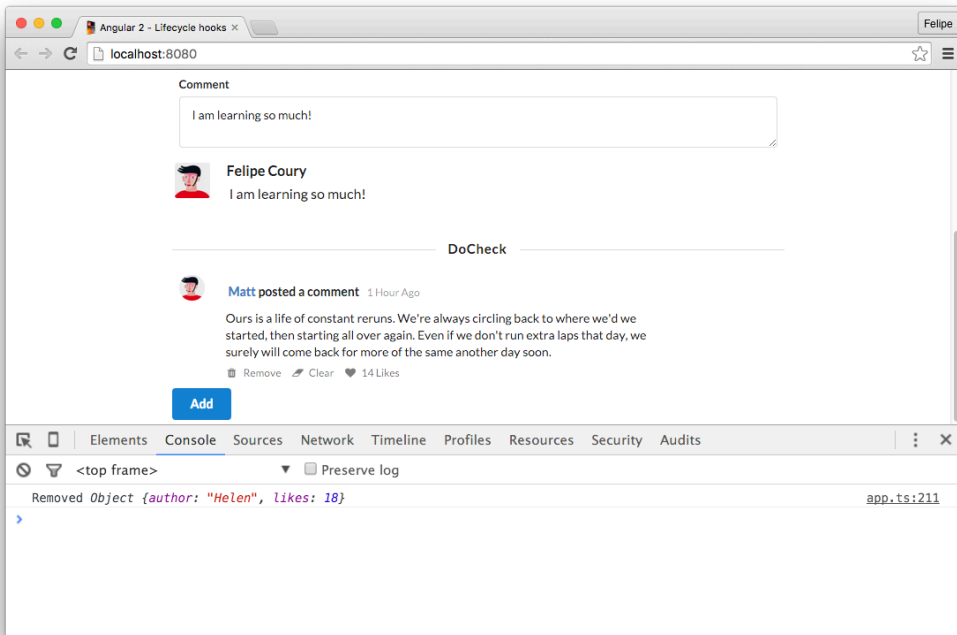 Angular 2 - Lifecycle hooks ×
Felipe
localhost:8080
Comment
I am learning so much!
Felipe Coury
I am learning so much!
DoCheck
Matt posted a comment 1 Hour Ago
Ours is a life of constant reruns. We're always circling back to where we'd we
started, then starting all over again. Even if we don't run extra laps that day, we
surely will come back for more of the same another day soon.
Remove Clear 14 Likes
Add
Elements Console Sources Network Timeline Profiles Resources Security Audits
<top frame> Preserve log
Removed Object {author: "Helen", likes: 18} app.ts:211